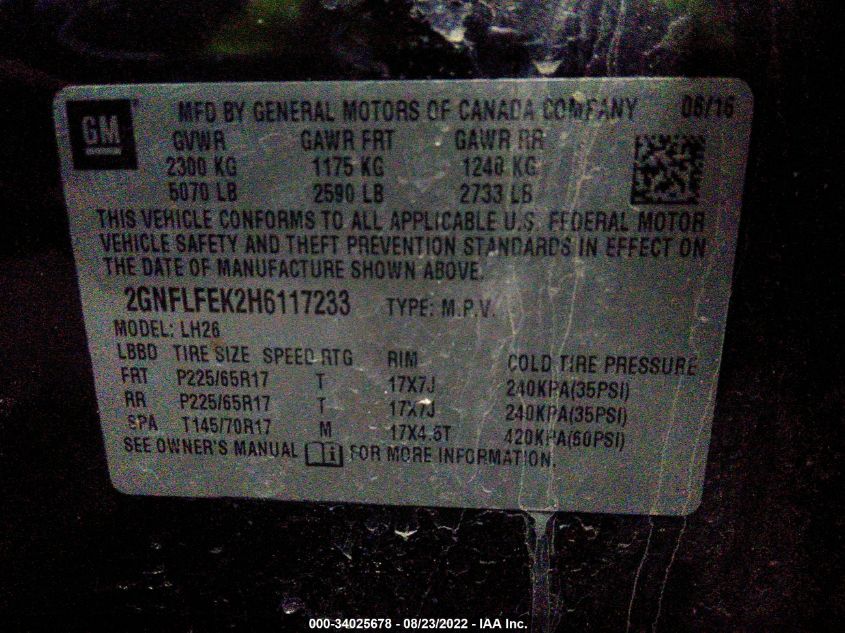 GM
MFD BY GENERAL MOTORS OF CANADA COMPANY 06/16
GVWR GAWR FRT GAWR RR
2300 KG 1175 KG 1240 KG
5070 LB 2590 LB 2733 LB
THIS VEHICLE CONFORMS TO ALL APPLICABLE U.S. FEDERAL MOTOR
VEHICLE SAFETY AND THEFT PREVENTION STANDARDS IN EFFECT ON
THE DATE OF MANUFACTURE SHOWN ABOVE.
2GNFLFEK2H6117233 TYPE: M.P.V.
MODEL: LH26
LBBD TIRE SIZE SPEED RTG RIM COLD TIRE PRESSURE
FRT P225/65R17 T 17X7J 240KPA(35PSI)
RR P225/65R17 T 17X7J 240KPA(35PSI)
SPA T145/70R17 M 17X4.5T 420KPA(60PSI)
SEE OWNER'S MANUAL i FOR MORE INFORMATION.
000-34025678 - 08/23/2022 - IAA Inc.